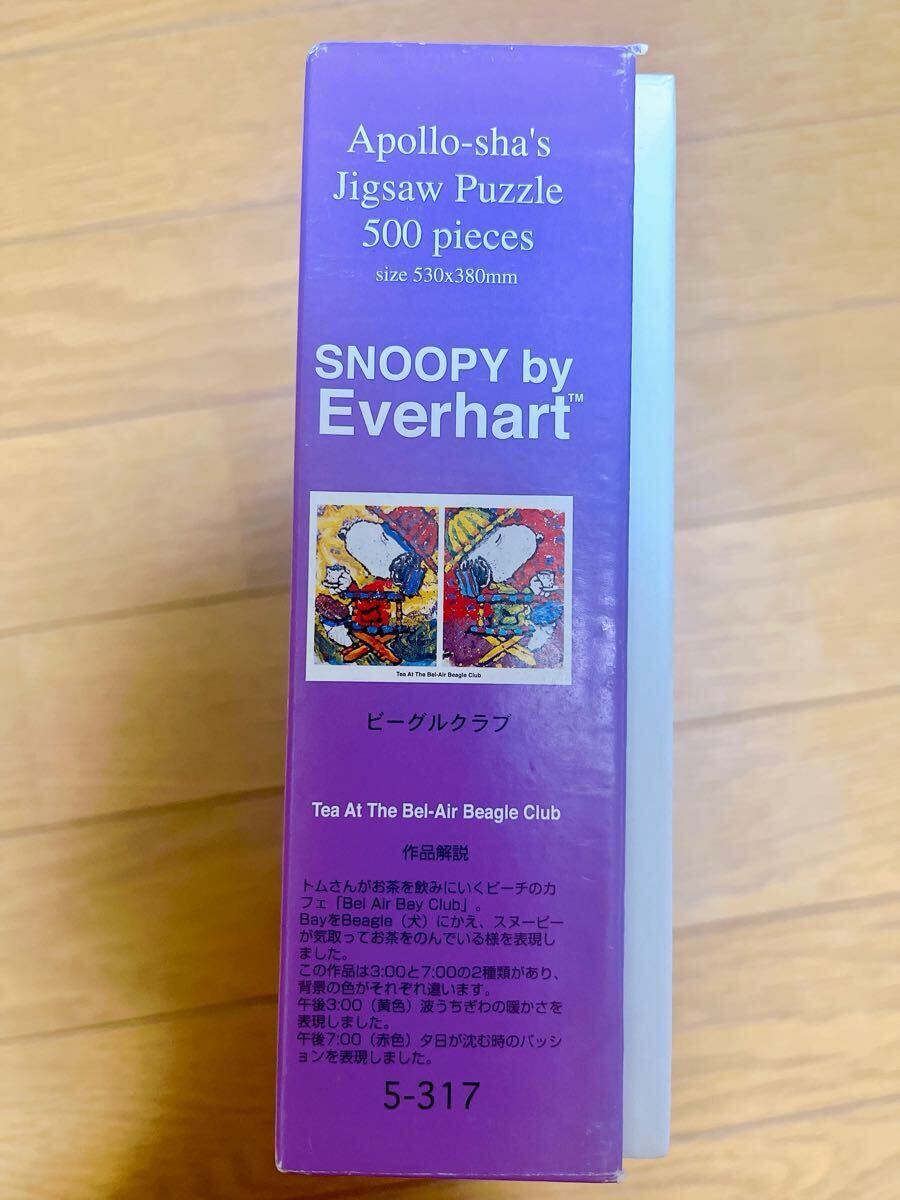 Apollo-sha's
Jigsaw Puzzle
500 pieces
size 530x380mm
SNOOPY by
Everhart™
Tea At The Bel-Air Beagle Club
ビーグルクラブ
Tea At The Bel-Air Beagle Club
作品解説
トムさんがお茶を飲みにいくビーチのカ
フェ「Bel Air Bay Club」。
BayをBeagle（犬）にかえ、スヌーピー
が気取ってお茶をのんでいる様を表現し
ました。
この作品は3:00と7:00の2種類があり、
背景の色がそれぞれ違います。
午後3:00（黄色）波うちぎわの暖かさを
表現しました。
午後7:00（赤色）夕日が沈む時のパッシ
ョンを表現しました。
5-317